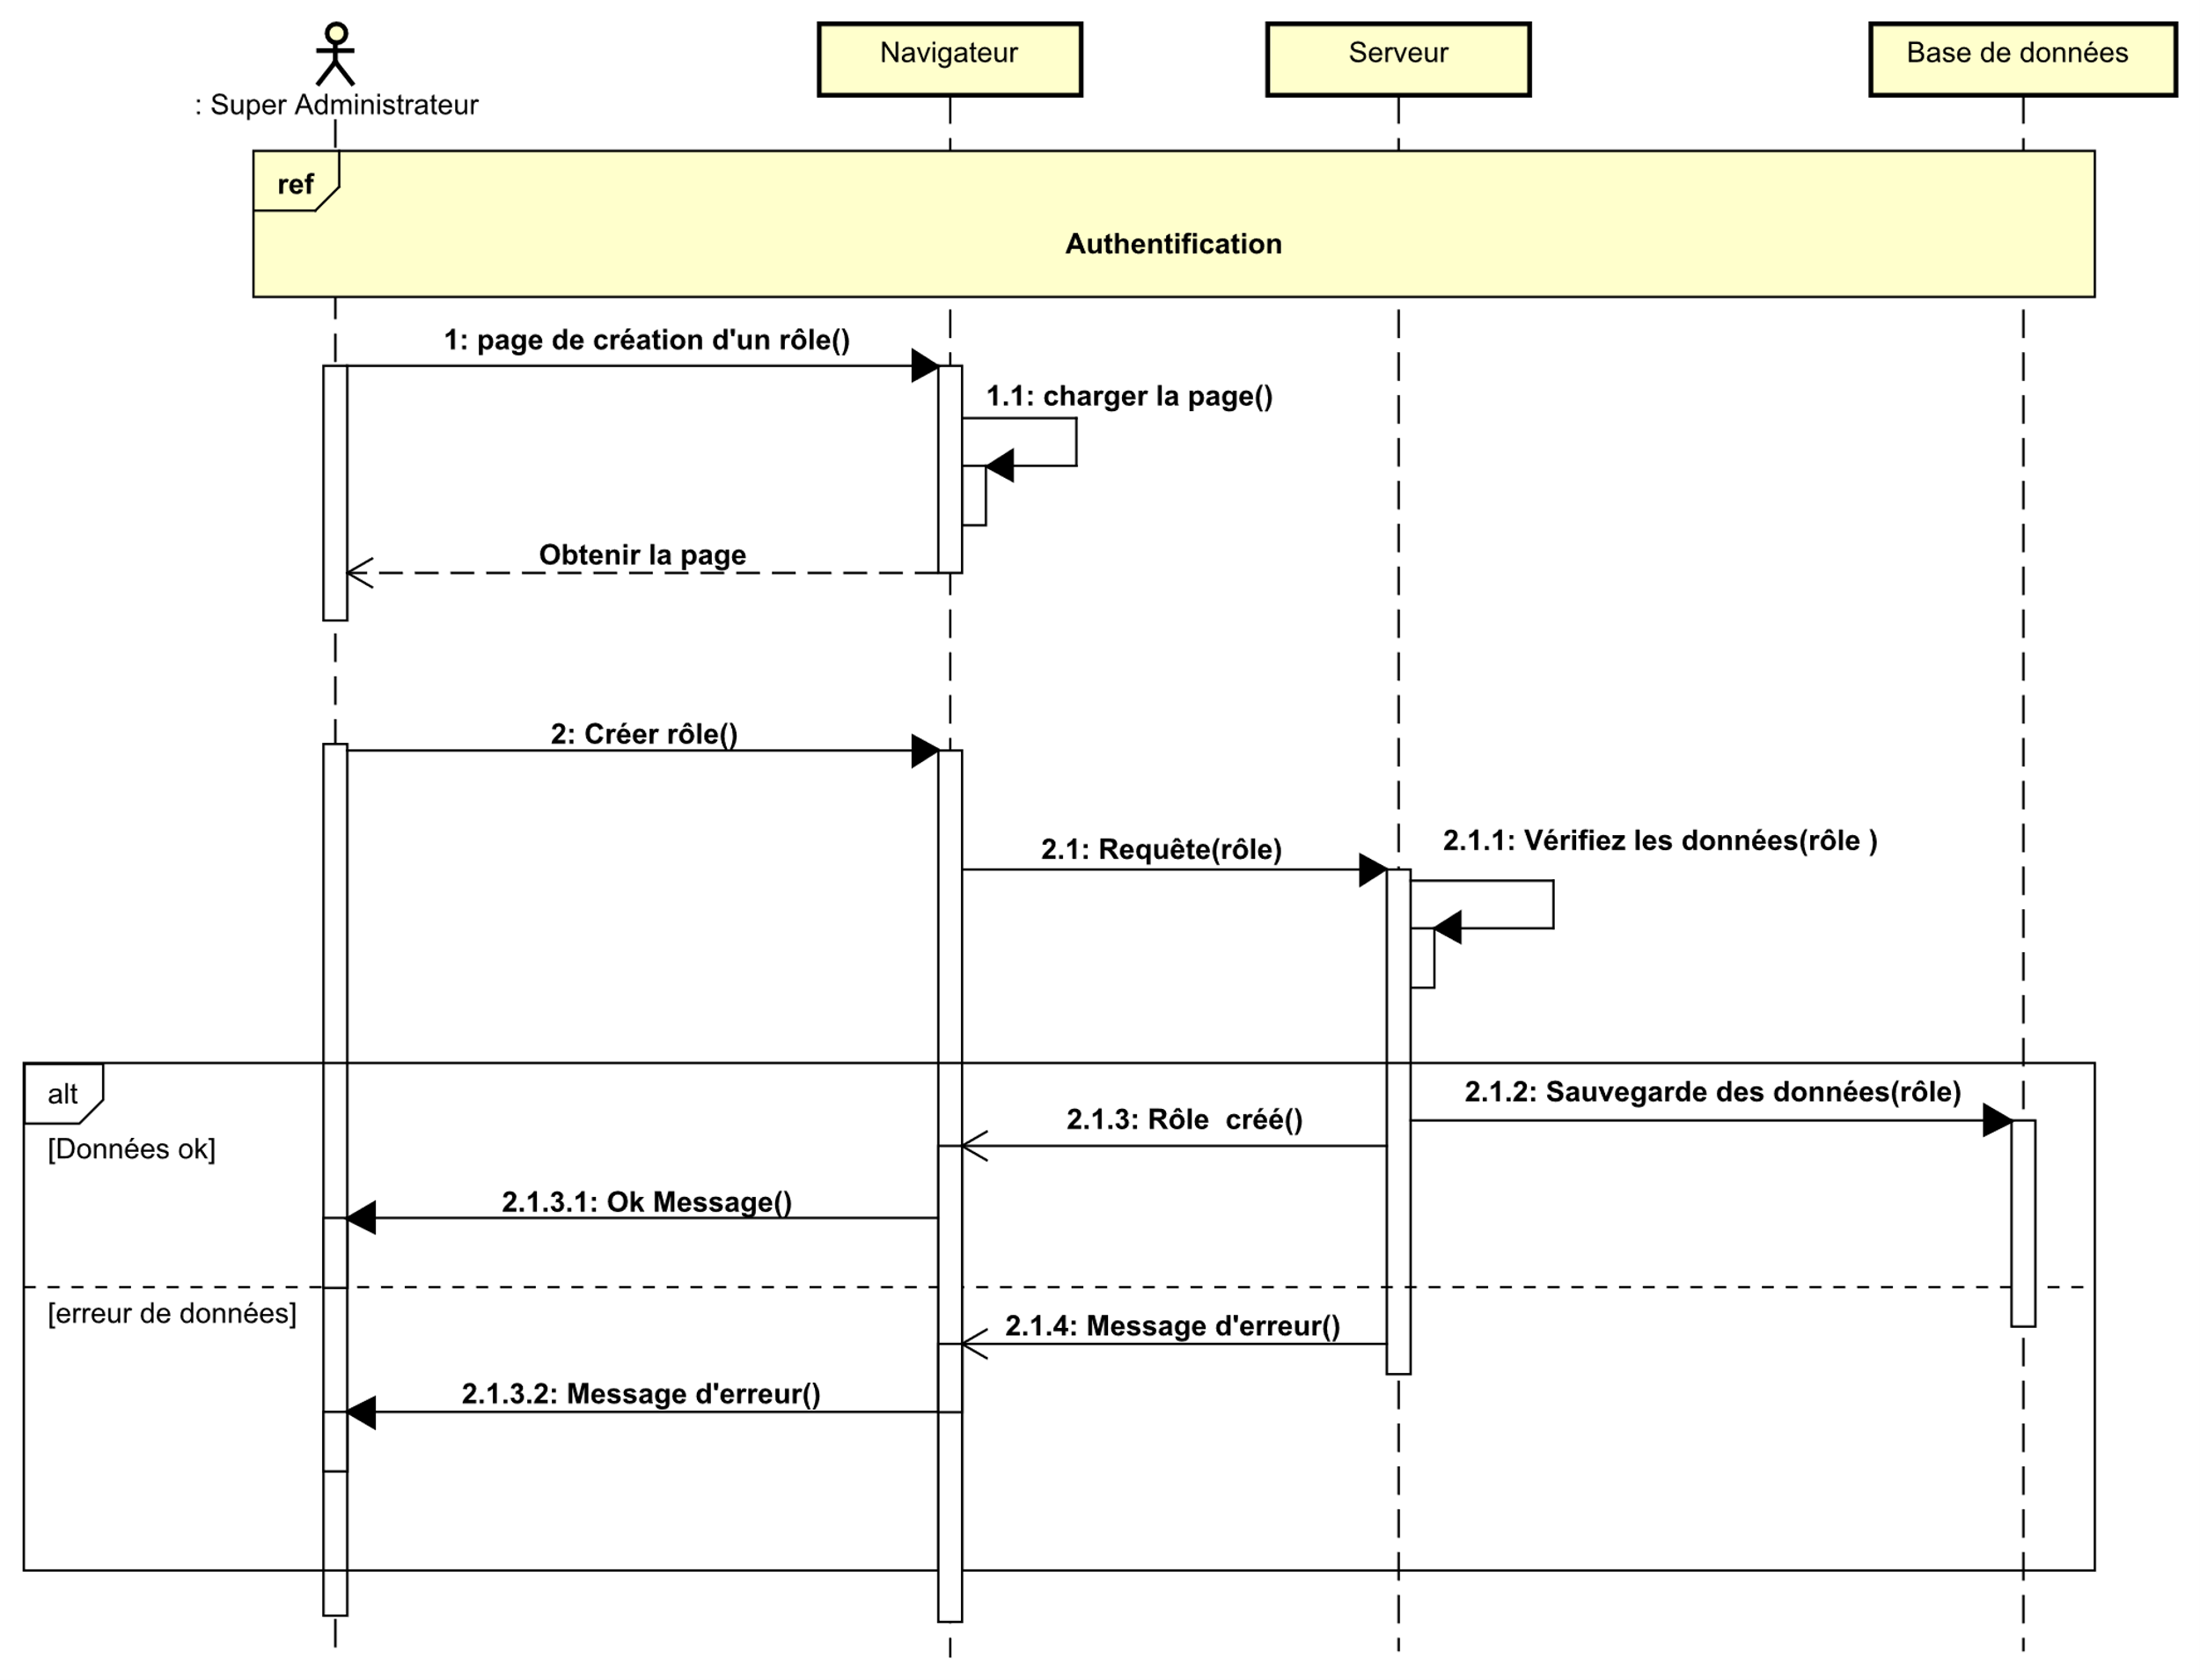 : Super Administrateur
Navigateur
Serveur
Base de données
ref
Authentification
1: page de création d'un rôle()
1.1: charger la page()
Obtenir la page
2: Créer rôle()
2.1: Requête(rôle)
2.1.1: Vérifiez les données(rôle )
alt
[Données ok]
2.1.2: Sauvegarde des données(rôle)
2.1.3: Rôle  créé()
2.1.3.1: Ok Message()
[erreur de données]
2.1.4: Message d'erreur()
2.1.3.2: Message d'erreur()